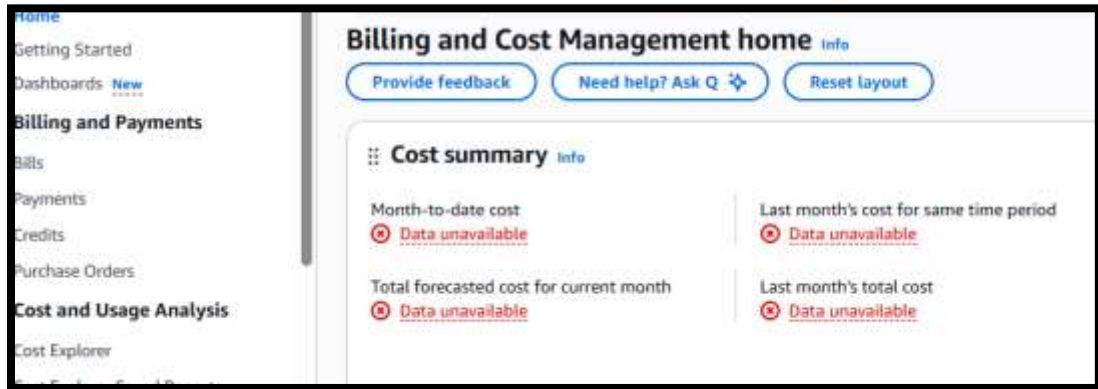 Home
Getting Started
Dashboards New
Billing and Payments
Bills
Payments
Credits
Purchase Orders
Cost and Usage Analysis
Cost Explorer
Billing and Cost Management home Info
Provide feedback
Need help? Ask Q
Reset layout
Cost summary Info
Month-to-date cost
Data unavailable
Last month's cost for same time period
Data unavailable
Total forecasted cost for current month
Data unavailable
Last month's total cost
Data unavailable